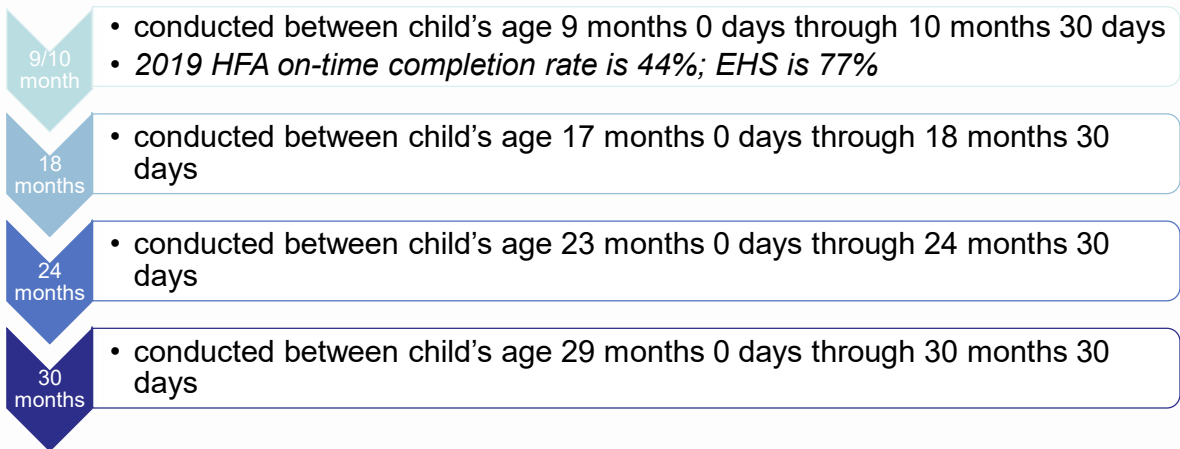 9/10
month
• conducted between child's age 9 months 0 days through 10 months 30 days
• 2019 HFA on-time completion rate is 44%; EHS is 77%
18
months
• conducted between child's age 17 months 0 days through 18 months 30
days
24
months
• conducted between child's age 23 months 0 days through 24 months 30
days
30
months
• conducted between child's age 29 months 0 days through 30 months 30
days